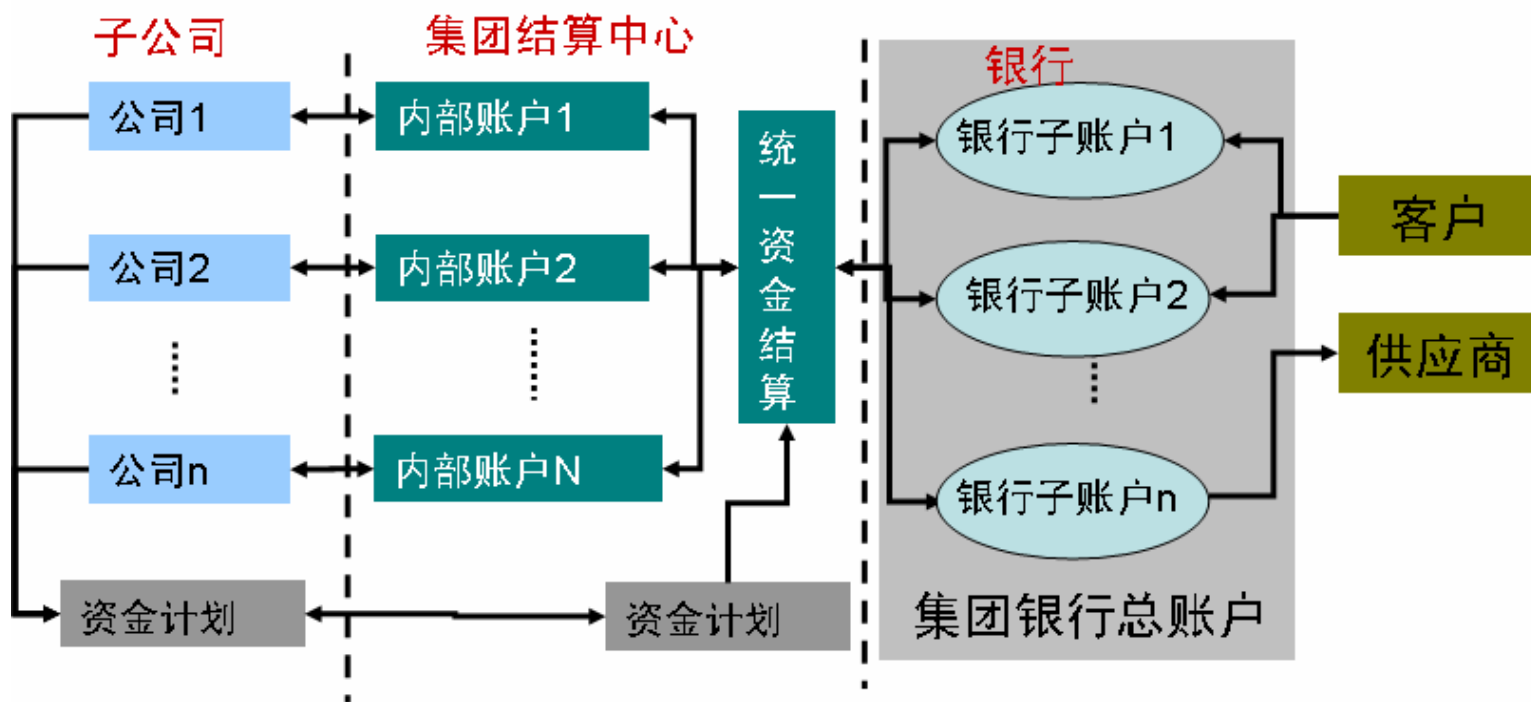 子公司
集团结算中心
银行
公司1
内部账户1
统一资金结算
银行子账户1
客户
公司2
内部账户2
银行子账户2
供应商
公司n
内部账户N
银行子账户n
资金计划
资金计划
集团银行总账户